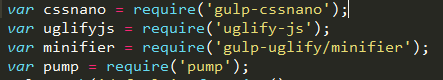 var cssnano = require('gulp-cssnano');
var uglifyjs = require('uglify-js');
var minifier = require('gulp-uglify/minifier');
var pump = require('pump');